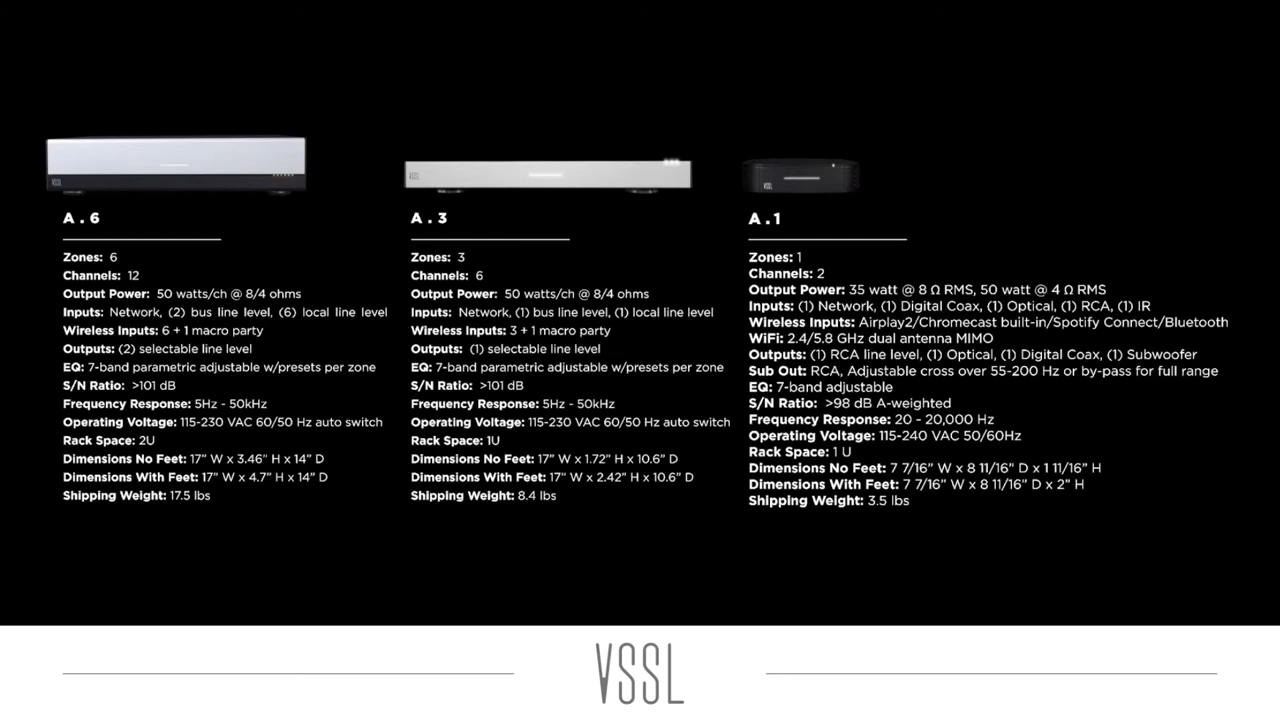 VSSL
VSSL
VSSL
A.6
Zones: 6
Channels: 12
Output Power: 50 watts/ch @ 8/4 ohms
Inputs: Network, (2) bus line level, (6) local line level
Wireless Inputs: 6 + 1 macro party
Outputs: (2) selectable line level
EQ: 7-band parametric adjustable w/presets per zone
S/N Ratio: >101 dB
Frequency Response: 5Hz - 50kHz
Operating Voltage: 115-230 VAC 60/50 Hz auto switch
Rack Space: 2U
Dimensions No Feet: 17” W x 3.46” H x 14” D
Dimensions With Feet: 17” W x 4.7” H x 14” D
Shipping Weight: 17.5 lbs
A.3
Zones: 3
Channels: 6
Output Power: 50 watts/ch @ 8/4 ohms
Inputs: Network, (1) bus line level, (1) local line level
Wireless Inputs: 3 + 1 macro party
Outputs: (1) selectable line level
EQ: 7-band parametric adjustable w/presets per zone
S/N Ratio: >101 dB
Frequency Response: 5Hz - 50kHz
Operating Voltage: 115-230 VAC 60/50 Hz auto switch
Rack Space: 1U
Dimensions No Feet: 17” W x 1.72” H x 10.6” D
Dimensions With Feet: 17” W x 2.42” H x 10.6” D
Shipping Weight: 8.4 lbs
A.1
Zones: 1
Channels: 2
Output Power: 35 watt @ 8 Ω RMS, 50 watt @ 4 Ω RMS
Inputs: (1) Network, (1) Digital Coax, (1) Optical, (1) RCA, (1) IR
Wireless Inputs: Airplay2/Chromecast built-in/Spotify Connect/Bluetooth
WiFi: 2.4/5.8 GHz dual antenna MIMO
Outputs: (1) RCA line level, (1) Optical, (1) Digital Coax, (1) Subwoofer
Sub Out: RCA, Adjustable cross over 55-200 Hz or by-pass for full range
EQ: 7-band adjustable
S/N Ratio: >98 dB A-weighted
Frequency Response: 20 - 20,000 Hz
Operating Voltage: 115-240 VAC 50/60Hz
Rack Space: 1 U
Dimensions No Feet: 7 7/16” W x 8 11/16” D x 1 11/16” H
Dimensions With Feet: 7 7/16” W x 8 11/16” D x 2” H
Shipping Weight: 3.5 lbs
VSSL